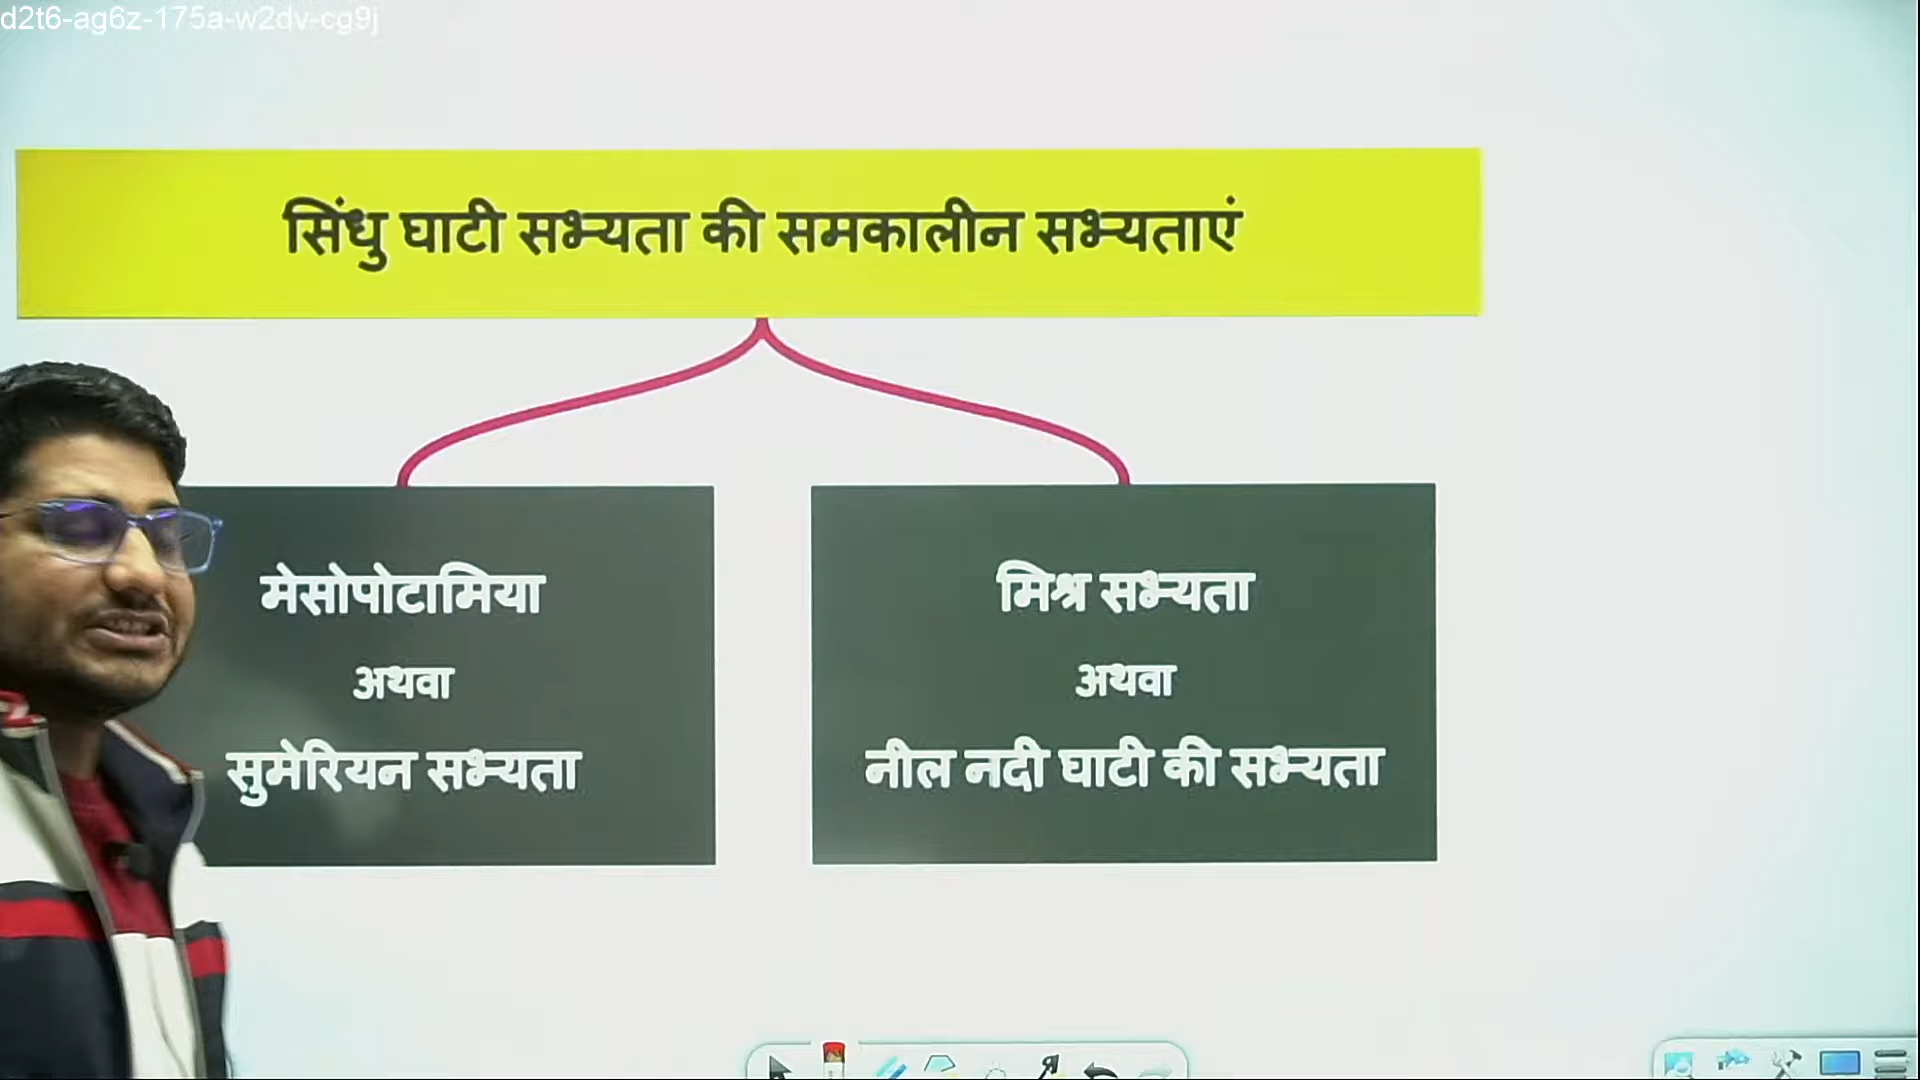 d2t6-ag6z-175a-w2dv-cg9j
सिंधु घाटी सभ्यता की समकालीन सभ्यताएं
मेसोपोटामिया
अथवा
सुमेरियन सभ्यता
मिश्र सभ्यता
अथवा
नील नदी घाटी की सभ्यता